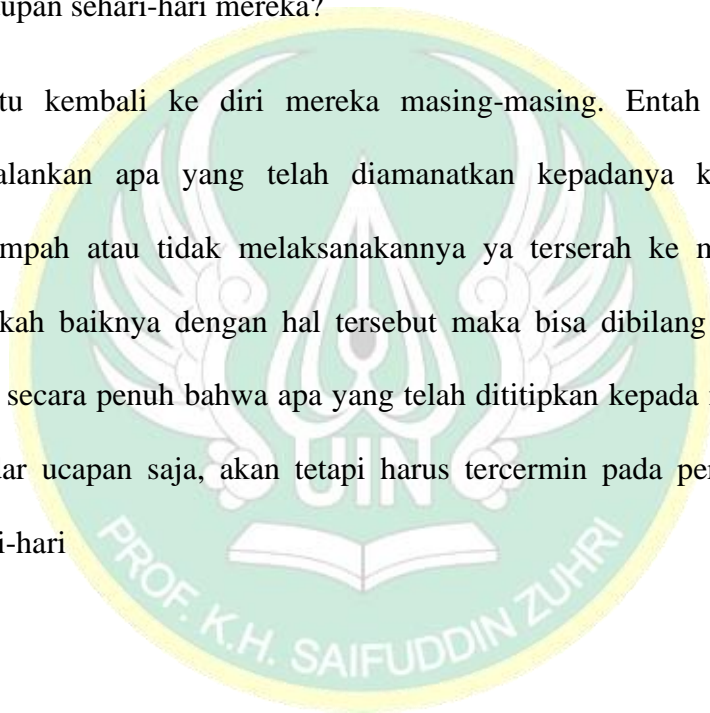 upan sehari-hari mereka?
tu kembali ke diri mereka masing-masing. Entah
alankan apa yang telah diamanatkan kepadanya k
mpah atau tidak melaksanakannya ya terserah ke m
kah baiknya dengan hal tersebut maka bisa dibilang
secara penuh bahwa apa yang telah dititipkan kepada
lar ucapan saja, akan tetapi harus tercermin pada per
i-hari
UIN
PROF. K.H. SAIFUDDIN ZUHRI